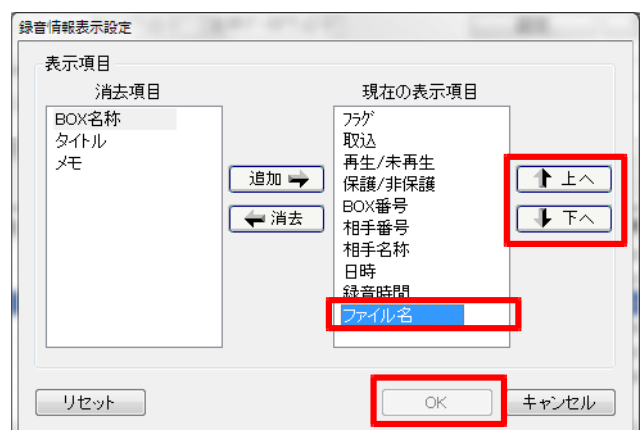 録音情報表示設定
表示項目
消去項目
BOX名称
タイトル
メモ
追加
消去
現在の表示項目
ﾌﾗｸﾞ
取込
再生/未再生
保護/非保護
BOX番号
相手番号
相手名称
日時
録音時間
ファイル名
上へ
下へ
リセット
OK
キャンセル